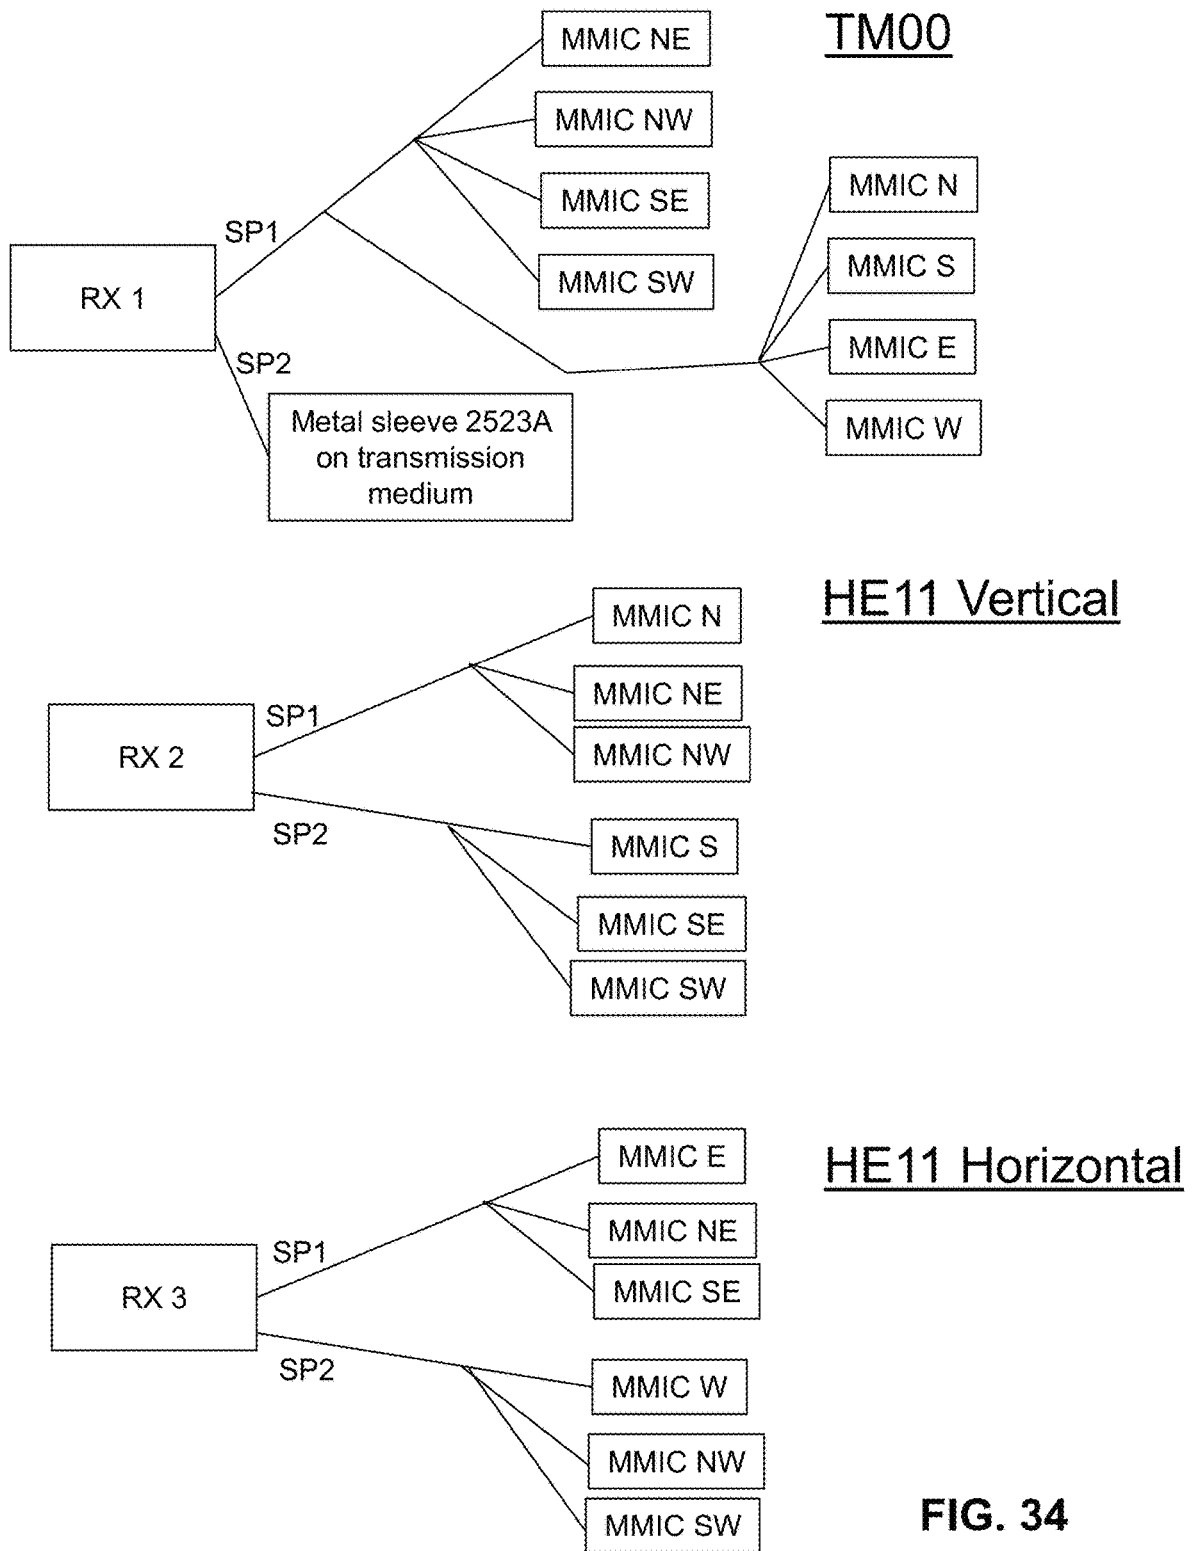 TM00
MMIC NE
MMIC NW
MMIC SE
MMIC SW
MMIC N
MMIC S
MMIC E
MMIC W
SP1
RX 1
SP2
Metal sleeve 2523A
on transmission
medium
HE11 Vertical
MMIC N
MMIC NE
MMIC NW
SP1
RX 2
SP2
MMIC S
MMIC SE
MMIC SW
HE11 Horizontal
MMIC E
MMIC NE
MMIC SE
SP1
RX 3
SP2
MMIC W
MMIC NW
MMIC SW
FIG. 34